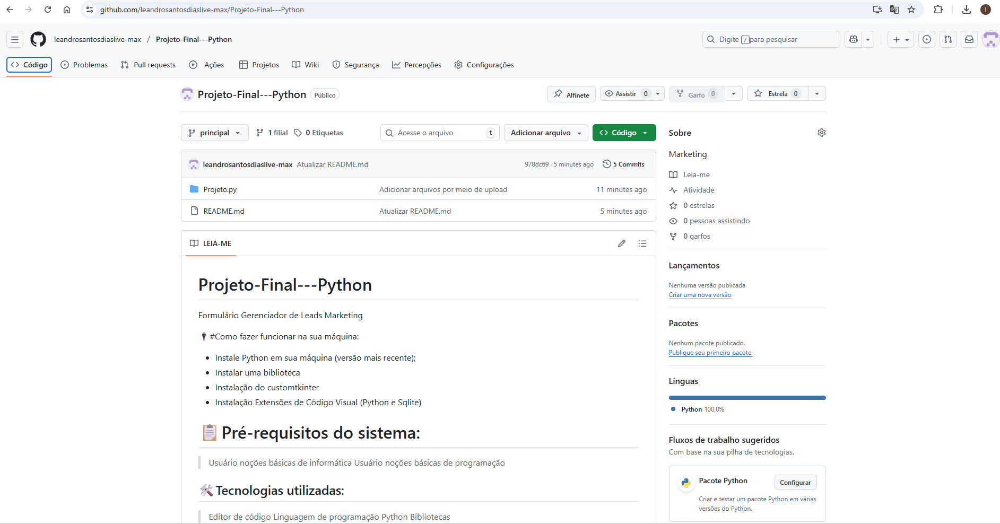 github.com/leandrosantosdiaslive-max/Projeto-Final---Python
I
leandrosantosdiaslive-max / Projeto-Final---Python
Digite / para pesquisar
Código Problemas Pull requests Ações Projetos Wiki Segurança Percepções Configurações
Projeto-Final---Python Público
Alfinete Assistir 0 Garfo 0 Estrela 0
principal 1 filial 0 Etiquetas Acesse o arquivo t Adicionar arquivo Código
leandrosantosdiaslive-max Atualizar README.md 978dc69 · 5 minutes ago 5 Commits
Projeto.py Adicionar arquivos por meio de upload 11 minutes ago
README.md Atualizar README.md 5 minutes ago
LEIA-ME
Projeto-Final---Python
Formulário Gerenciador de Leads Marketing
#Como fazer funcionar na sua máquina:
Instale Python em sua máquina (versão mais recente);
Instalar uma biblioteca
Instalação do customtkinter
Instalação Extensões de Código Visual (Python e Sqlite)
Pré-requisitos do sistema:
Usuário noções básicas de informática Usuário noções básicas de programação
Tecnologias utilizadas:
Editor de código Linguagem de programação Python Bibliotecas
Sobre
Marketing
Leia-me
Atividade
0 estrelas
0 pessoas assistindo
0 garfos
Lançamentos
Nenhuma versão publicada
Criar uma nova versão
Pacotes
Nenhum pacote publicado.
Publique seu primeiro pacote.
Línguas
Python 100,0%
Fluxos de trabalho sugeridos
Com base na sua pilha de tecnologias.
Pacote Python Configurar
Criar e testar um pacote Python em várias
versões do Python.